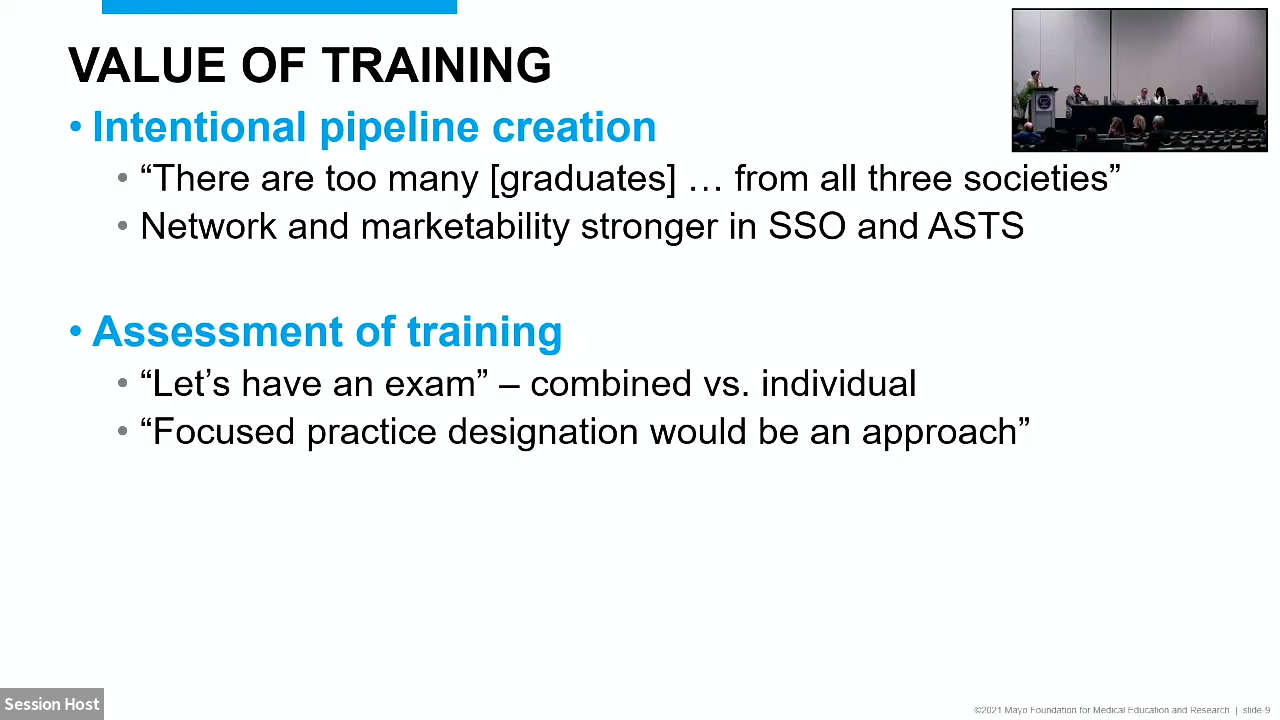 VALUE OF TRAINING
• Intentional pipeline creation
• “There are too many [graduates] … from all three societies”
• Network and marketability stronger in SSO and ASTS
• Assessment of training
• “Let’s have an exam” – combined vs. individual
• “Focused practice designation would be an approach”
Session Host
©2021 Mayo Foundation for Medical Education and Research | slide-9